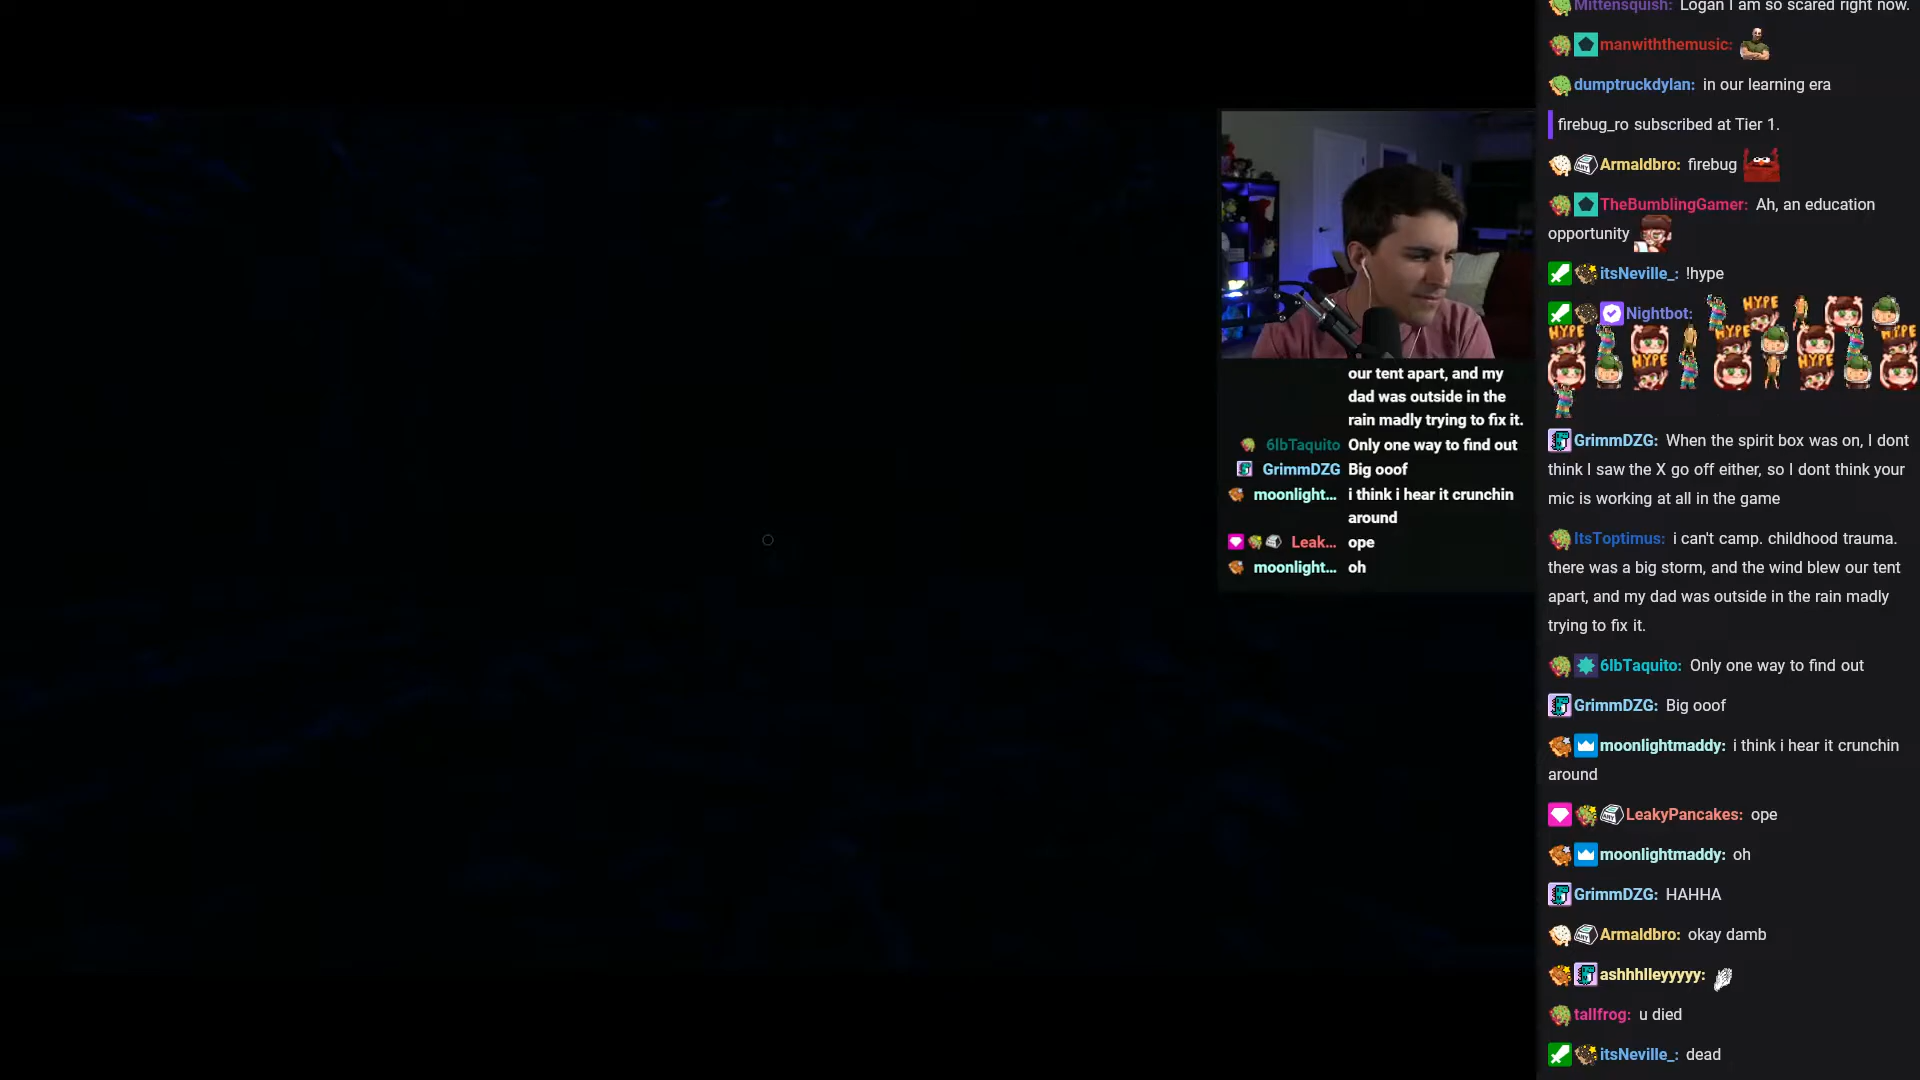 our tent apart, and my
dad was outside in the
rain madly trying to fix it.
6lbTaquito Only one way to find out
GrimmDZG Big ooof
moonlight... i think i hear it crunchin
around
Leak... ope
moonlight... oh
Mittensquish: Logan I am so scared right now.
manwiththemusic:
dumptruckdylan: in our learning era
firebug_ro subscribed at Tier 1.
Armaldbro: firebug
TheBumblingGamer: Ah, an education
opportunity
itsNeville_: !hype
Nightbot: HYPE
HYPE HYPE HYPE
HYPE HYPE
GrimmDZG: When the spirit box was on, I dont
think I saw the X go off either, so I dont think your
mic is working at all in the game
ItsToptimus: i can't camp. childhood trauma.
there was a big storm, and the wind blew our tent
apart, and my dad was outside in the rain madly
trying to fix it.
6lbTaquito: Only one way to find out
GrimmDZG: Big ooof
moonlightmaddy: i think i hear it crunchin
around
LeakyPancakes: ope
moonlightmaddy: oh
GrimmDZG: HAHHA
Armaldbro: okay damb
ashhhlleyyyyy:
tallfrog: u died
itsNeville_: dead